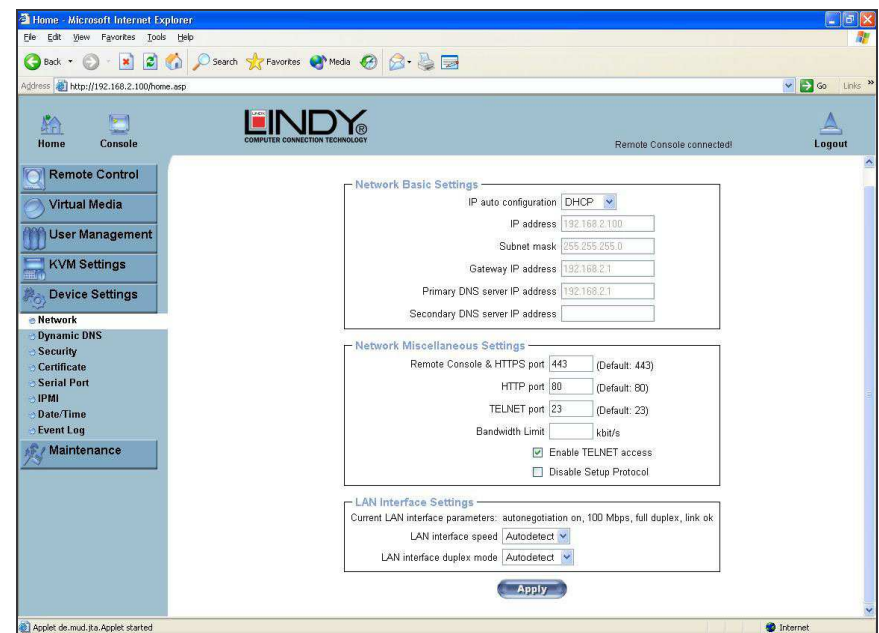 Home - Microsoft Internet Explorer
File Edit View Favorites Tools Help
Back Search Favorites Media
Address http://192.168.2.100/home.asp Go Links »
LINDY®
COMPUTER CONNECTION TECHNOLOGY
Home Console Remote Console connected! Logout
Remote Control
Virtual Media
User Management
KVM Settings
Device Settings
Network
Dynamic DNS
Security
Certificate
Serial Port
IPMI
Date/Time
Event Log
Maintenance
Network Basic Settings
IP auto configuration DHCP
IP address 192.168.2.100
Subnet mask 255.255.255.0
Gateway IP address 192.168.2.1
Primary DNS server IP address 192.168.2.1
Secondary DNS server IP address
Network Miscellaneous Settings
Remote Console & HTTPS port 443 (Default: 443)
HTTP port 80 (Default: 80)
TELNET port 23 (Default: 23)
Bandwidth Limit kbit/s
Enable TELNET access
Disable Setup Protocol
LAN Interface Settings
Current LAN interface parameters: autonegotiation on, 100 Mbps, full duplex, link ok
LAN interface speed Autodetect
LAN interface duplex mode Autodetect
Apply
Applet de.mud.jta.Applet started Internet